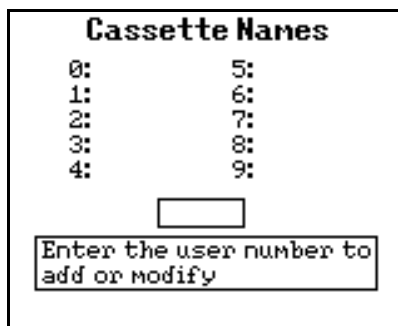 Cassette Names
0: 5:
1: 6:
2: 7:
3: 8:
4: 9:
Enter the user number to
add or modify